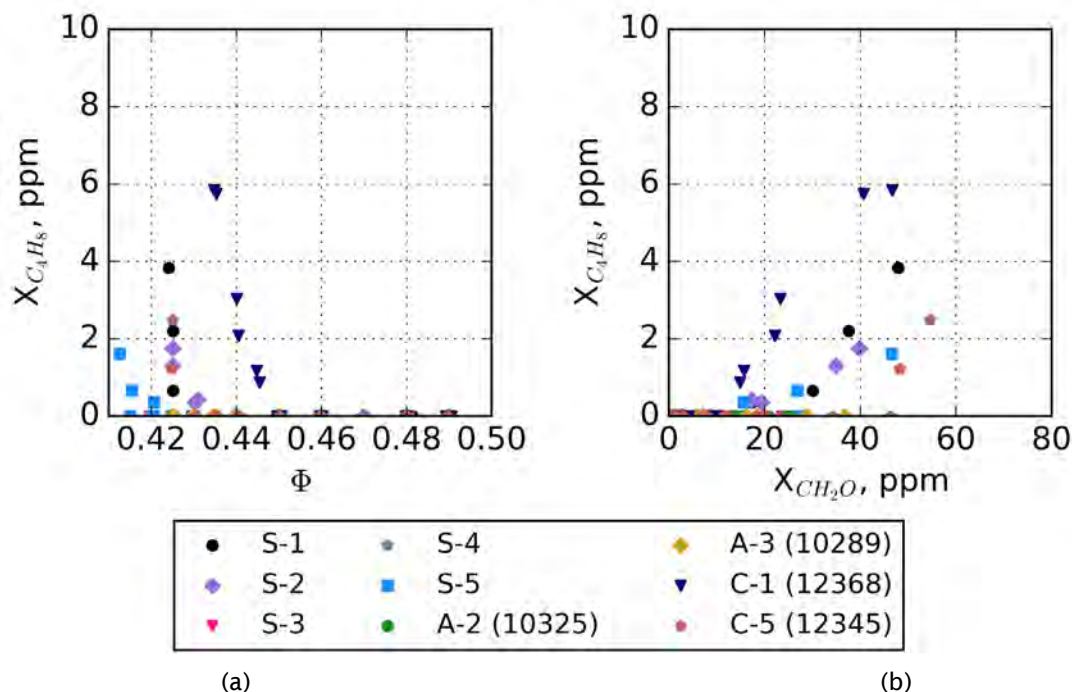 10
8
6
4
2
0
X_{C_4H_8}, ppm
0.42 0.44 0.46 0.48 0.50
Φ
10
8
6
4
2
0
X_{C_4H_8}, ppm
0 20 40 60 80
X_{CH_2O}, ppm
S-1 S-4 A-3 (10289)
S-2 S-5 C-1 (12368)
S-3 A-2 (10325) C-5 (12345)
(a) (b)